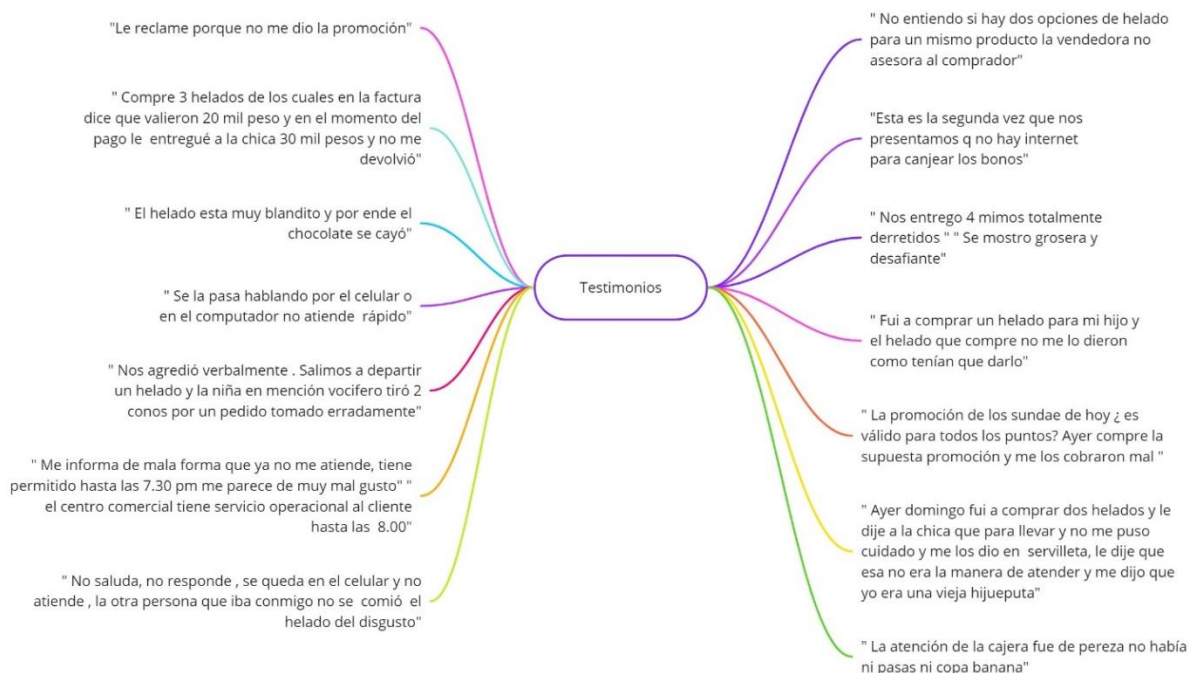 "Le reclame porque no me dio la promoción"
" Compre 3 helados de los cuales en la factura
dice que valieron 20 mil peso y en el momento del
pago le entregué a la chica 30 mil pesos y no me
devolvió"
" El helado esta muy blandito y por ende el
chocolate se cayó"
" Se la pasa hablando por el celular o
en el computador no atiende rápido"
" Nos agredió verbalmente . Salimos a departir
un helado y la niña en mención vocifero tiró 2
conos por un pedido tomado erradamente"
" Me informa de mala forma que ya no me atiende, tiene
permitido hasta las 7.30 pm me parece de muy mal gusto" "
el centro comercial tiene servicio operacional al cliente
hasta las 8.00"
" No saluda, no responde , se queda en el celular y no
atiende , la otra persona que iba conmigo no se comió el
helado del disgusto"
Testimonios
" No entiendo si hay dos opciones de helado
para un mismo producto la vendedora no
asesora al comprador"
"Esta es la segunda vez que nos
presentamos q no hay internet
para canjear los bonos"
" Nos entrego 4 mimos totalmente
derretidos " " Se mostro grosera y
desafiante"
" Fui a comprar un helado para mi hijo y
el helado que compre no me lo dieron
como tenían que darlo"
" La promoción de los sundae de hoy ¿ es
válido para todos los puntos? Ayer compre la
supuesta promoción y me los cobraron mal "
" Ayer domingo fui a comprar dos helados y le
dije a la chica que para llevar y no me puso
cuidado y me los dio en servilleta, le dije que
esa no era la manera de atender y me dijo que
yo era una vieja hijueputa"
" La atención de la cajera fue de pereza no había
ni pasas ni copa banana"